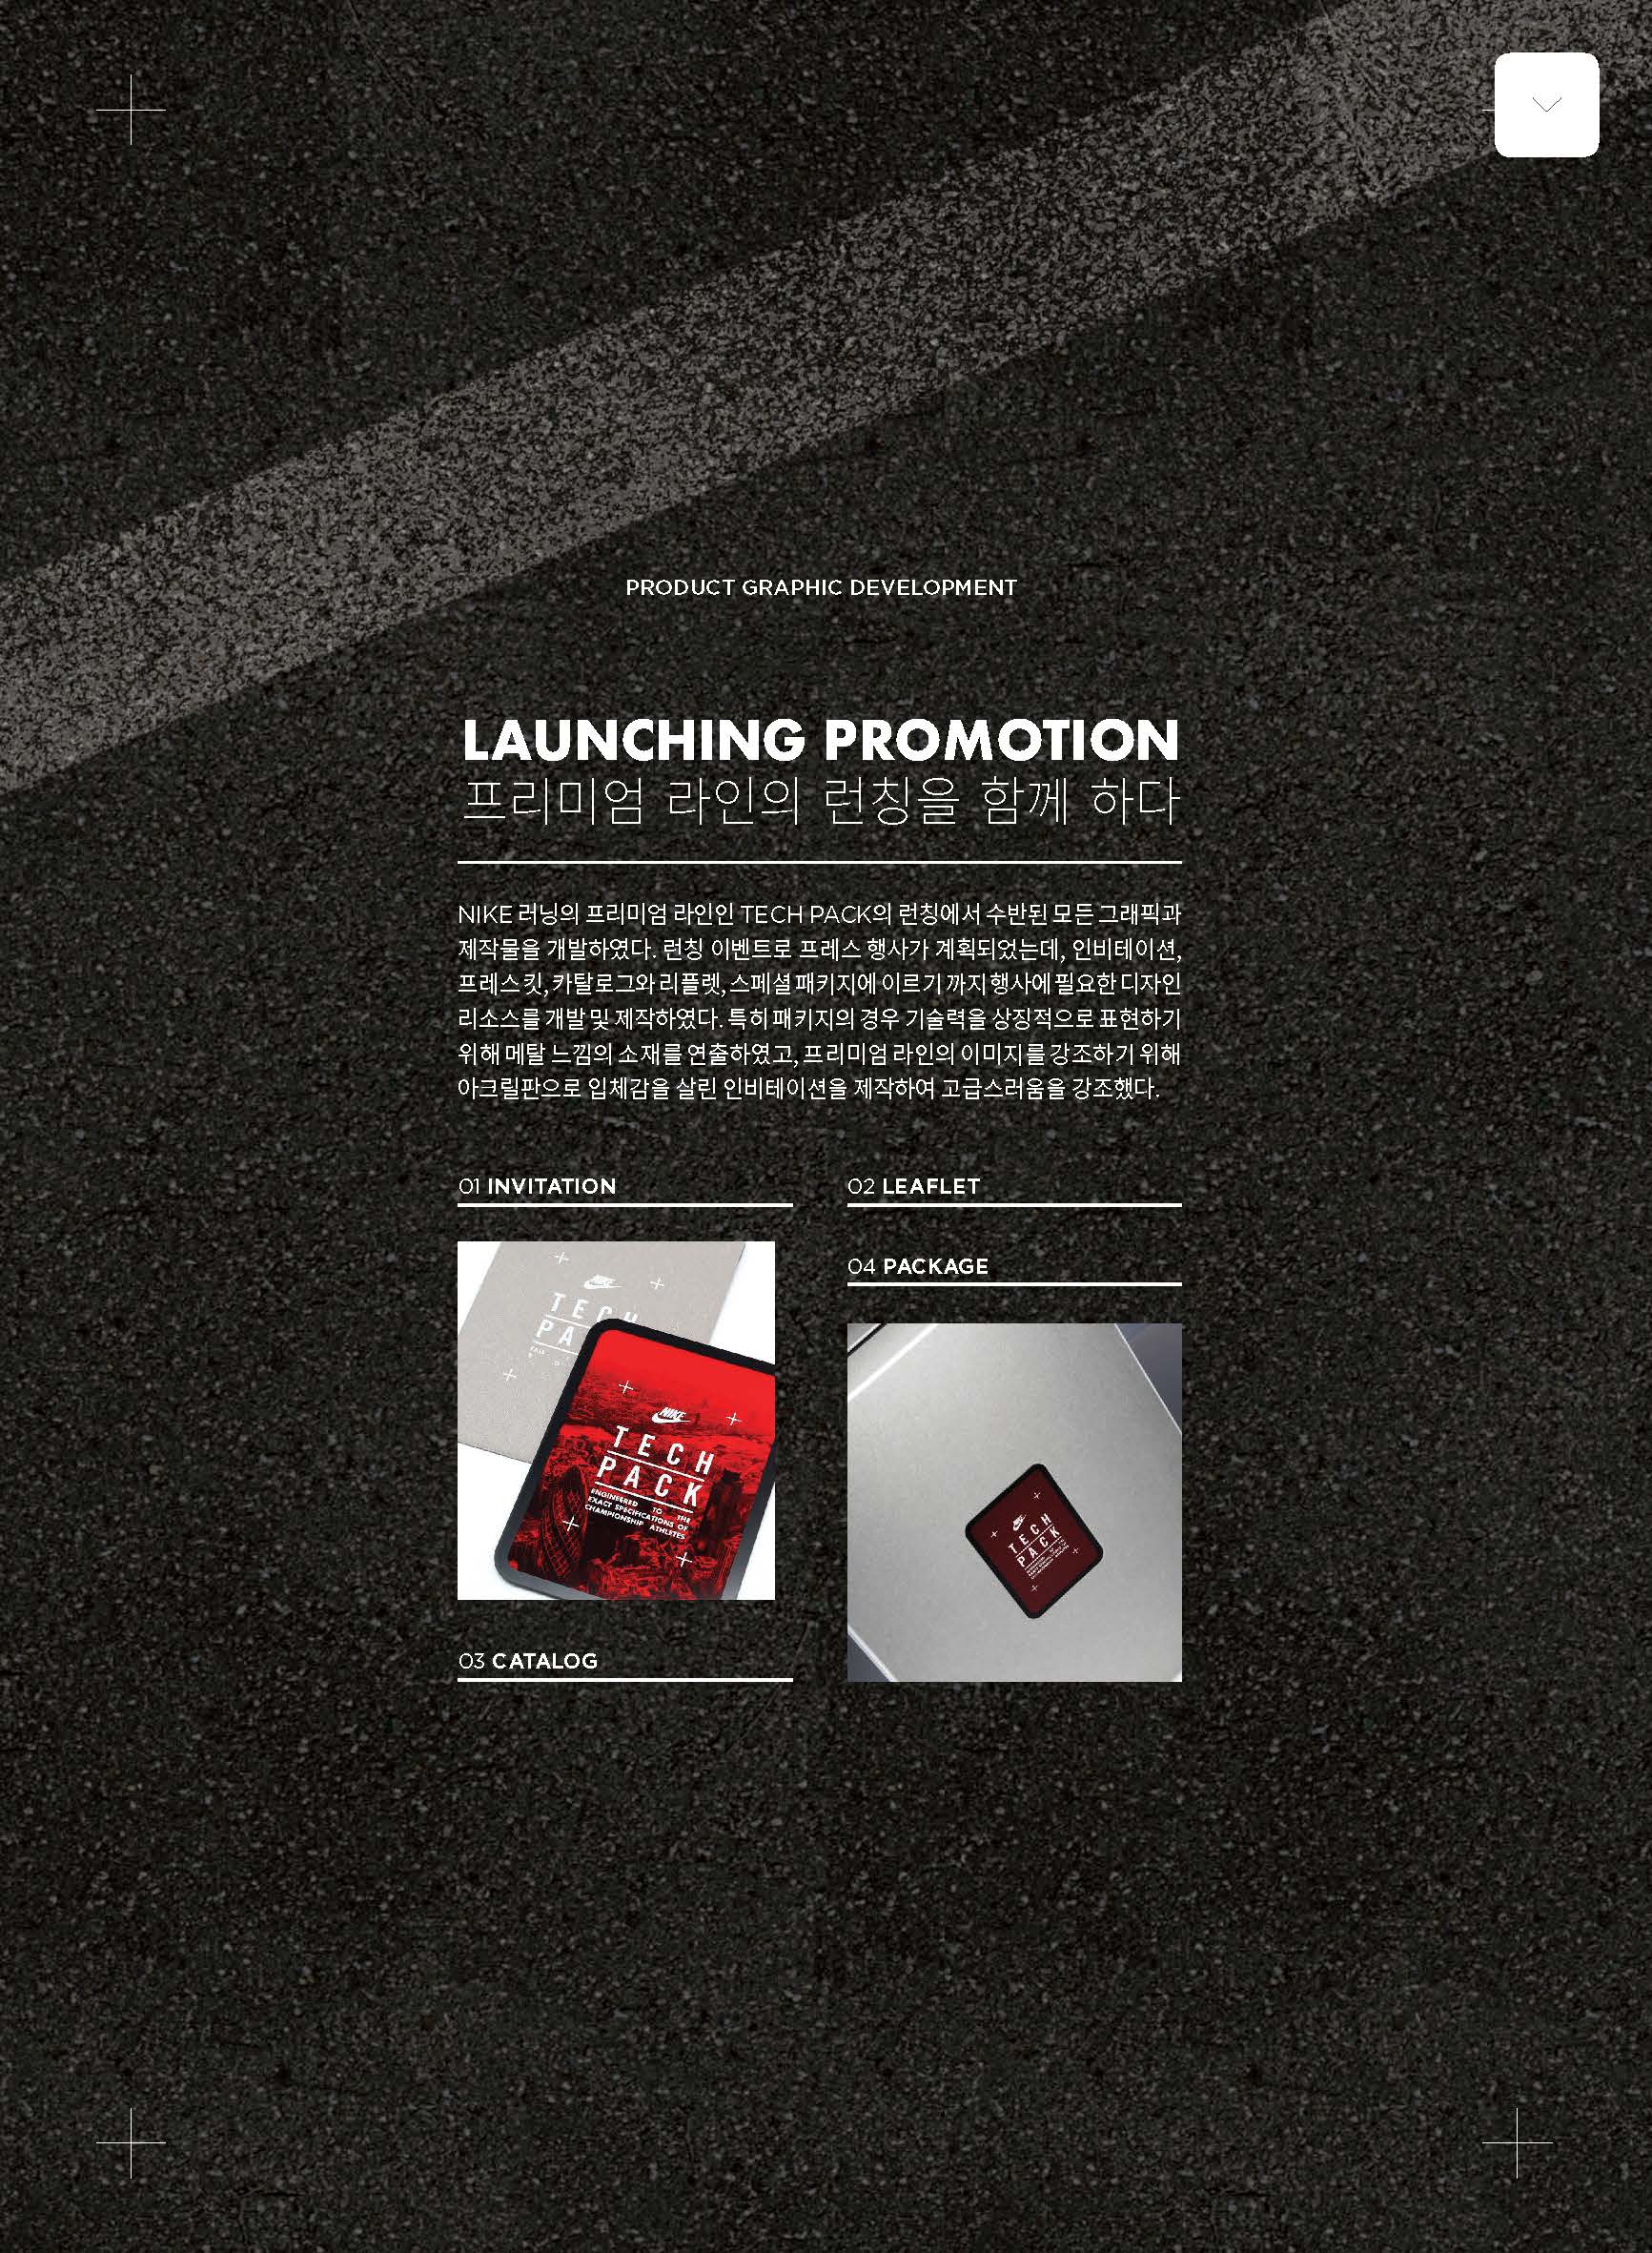 PRODUCT GRAPHIC DEVELOPMENT
LAUNCHING PROMOTION
프리미엄 라인의 런칭을 함께 하다
NIKE 러닝의 프리미엄 라인인 TECH PACK의 런칭에서 수반된 모든 그래픽과
제작물을 개발하였다. 런칭 이벤트로 프레스 행사가 계획되었는데, 인비테이션,
프레스 킷, 카탈로그와 리플렛, 스페셜 패키지에 이르기 까지 행사에 필요한 디자인
리소스를 개발 및 제작하였다. 특히 패키지의 경우 기술력을 상징적으로 표현하기
위해 메탈 느낌의 소재를 연출하였고, 프리미엄 라인의 이미지를 강조하기 위해
아크릴판으로 입체감을 살린 인비테이션을 제작하여 고급스러움을 강조했다.
01 INVITATION
NIKE
TECH
PA
NIKE
TECH
PACK
ENGINEERED TO THE
EXACT SPECIFICATIONS OF
CHAMPIONSHIP ATHLETES
03 CATALOG
02 LEAFLET
04 PACKAGE
NIKE
TECH
PACK